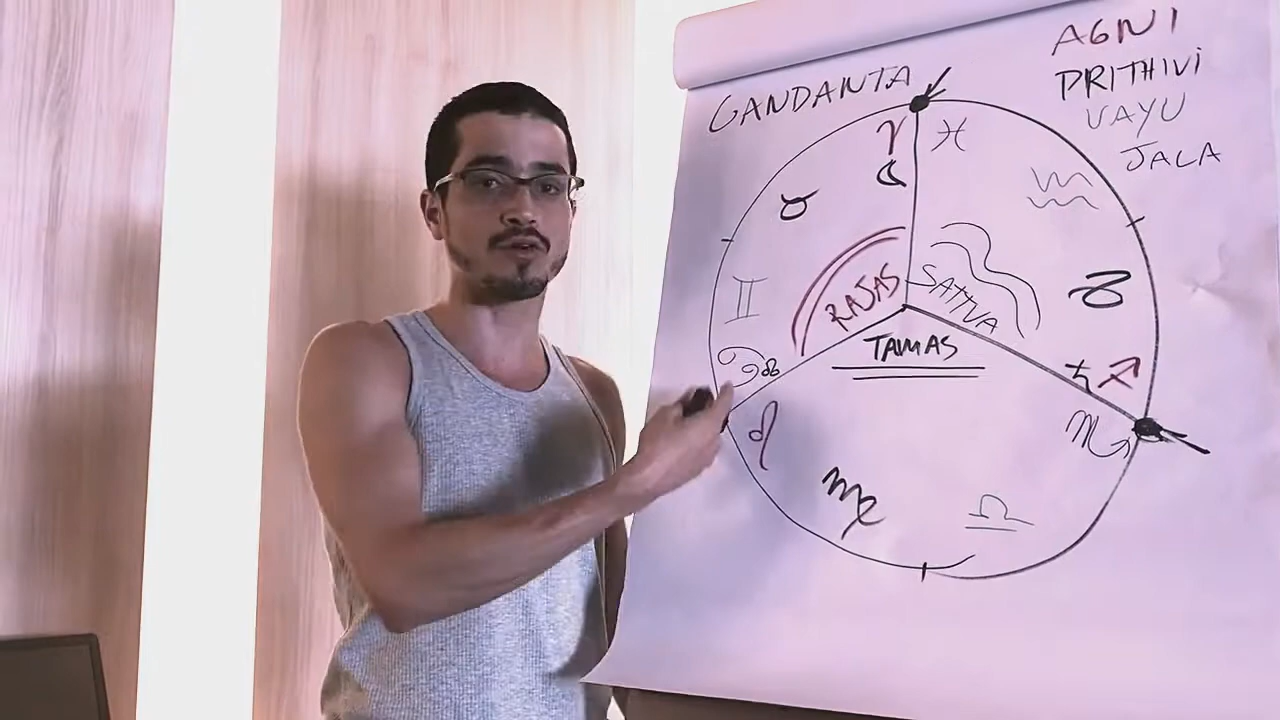 GANDANTA
AGNI
PRITHIVI
VAYU
JALA
♈ ♓
☾
♉ ♒
RAJAS SATTVA
♊ ♑
TAMAS
♋ ☊ ♄ ♐
♌ ♏
♍ ♎